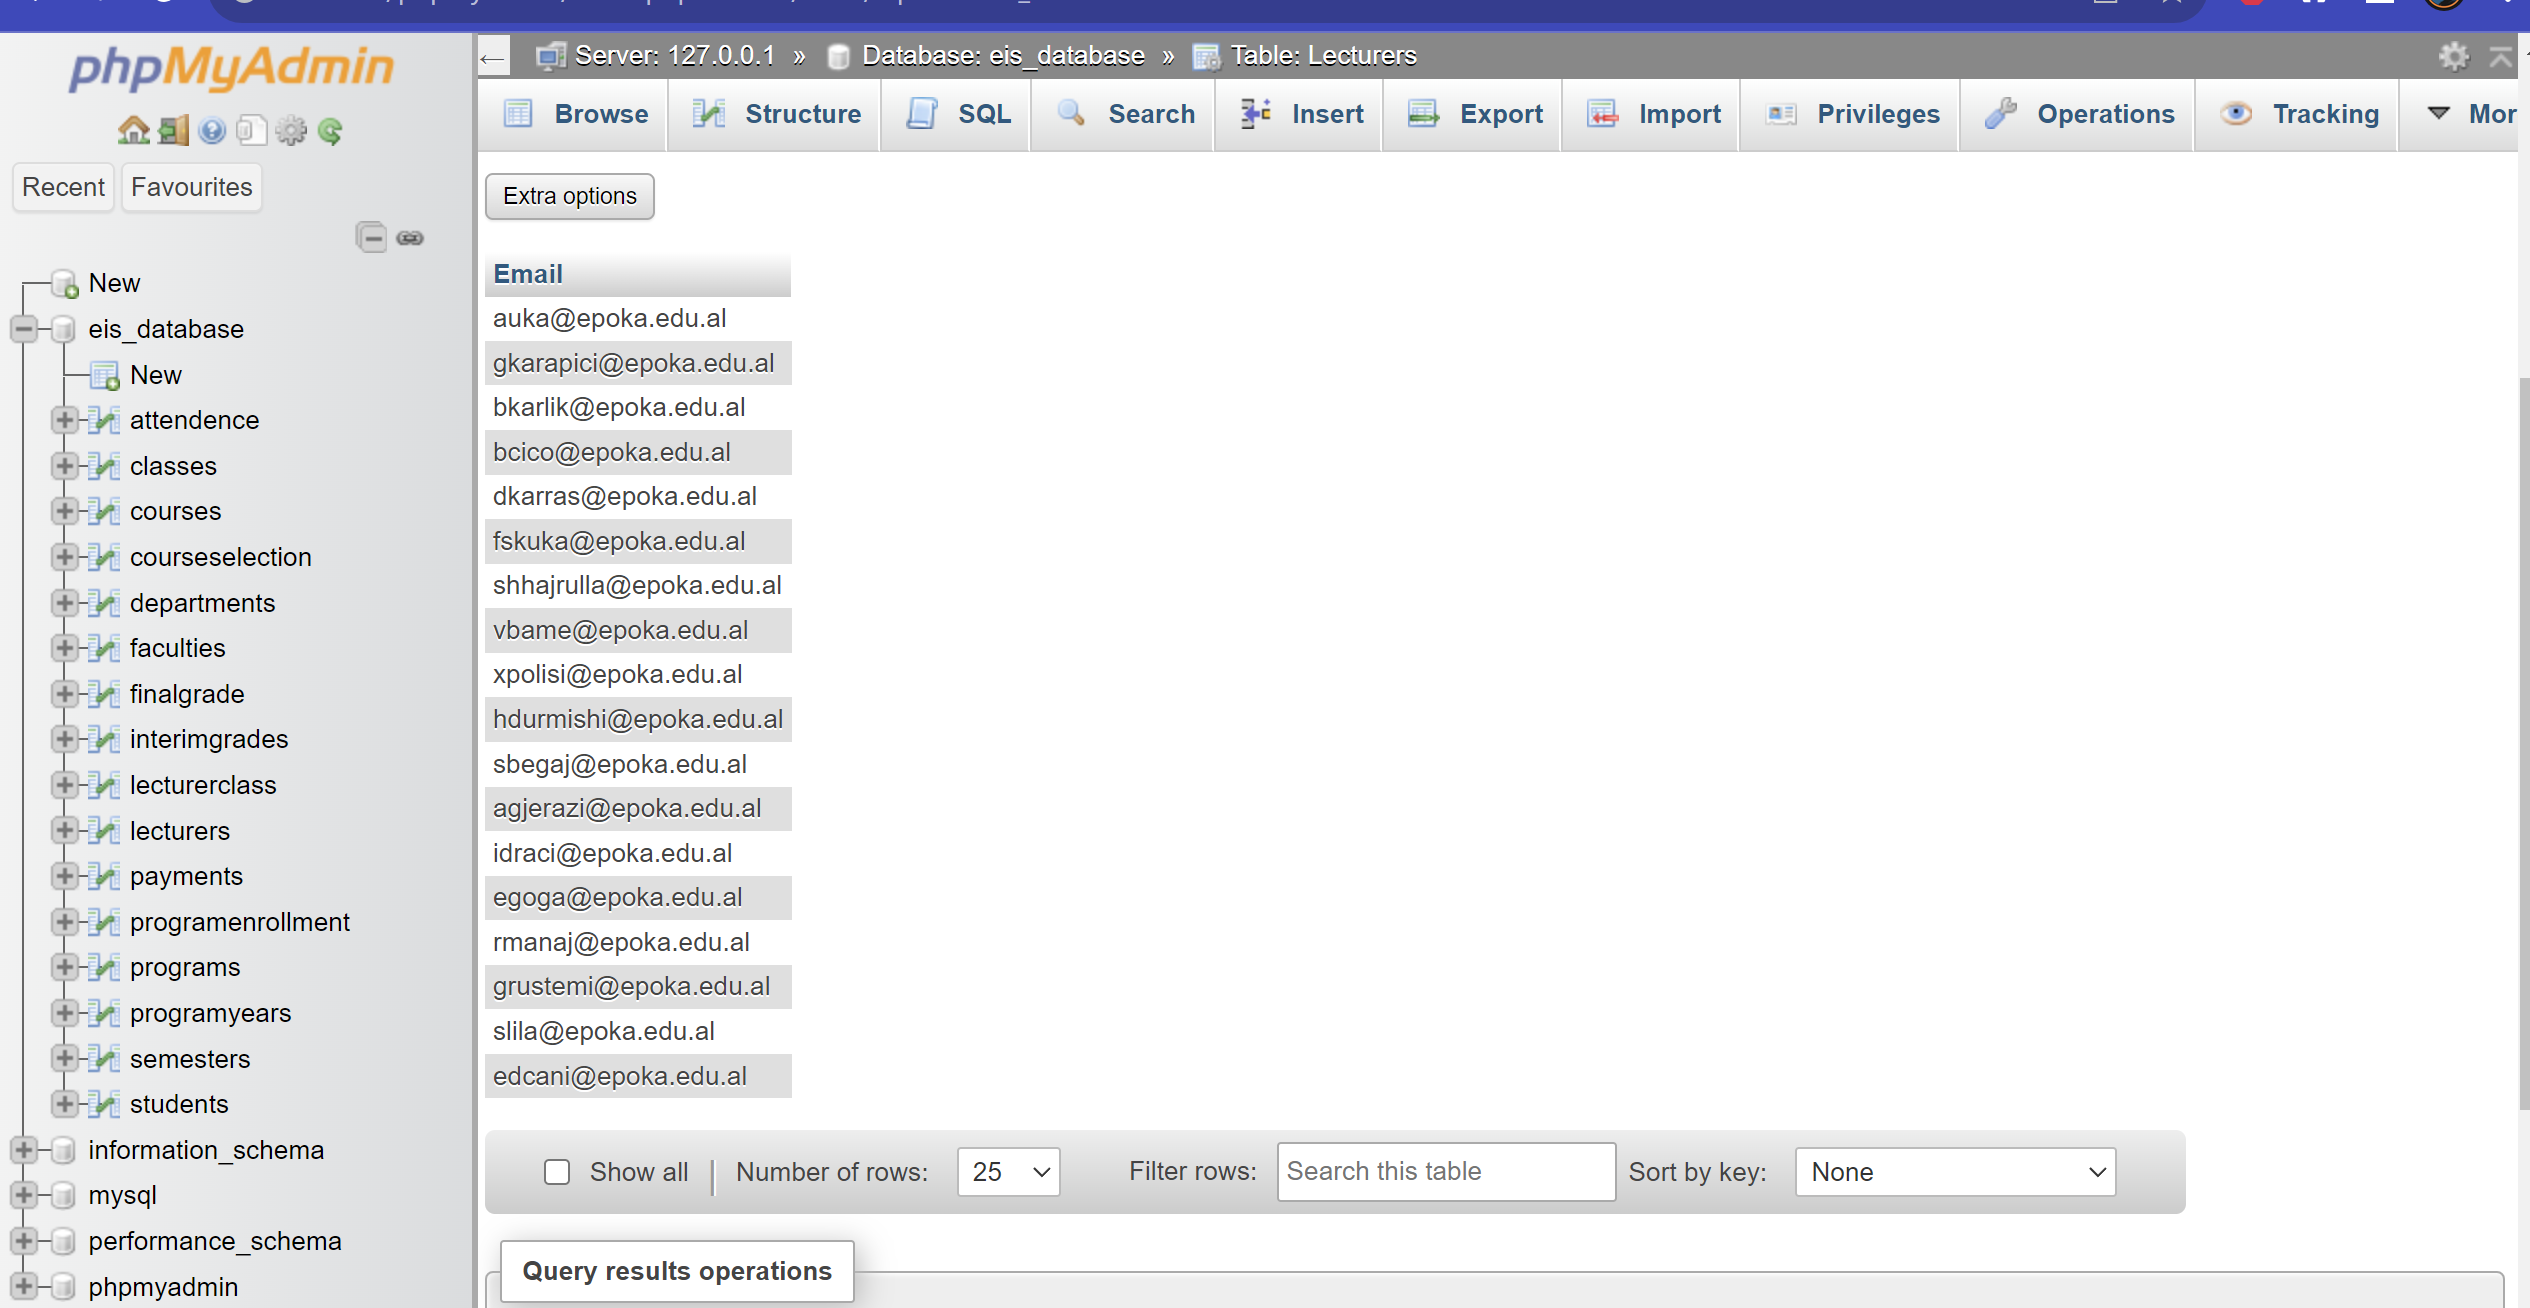 phpMyAdmin
Recent Favourites
New
eis_database
New
attendence
classes
courses
courseselection
departments
faculties
finalgrade
interimgrades
lecturerclass
lecturers
payments
programenrollment
programs
programyears
semesters
students
information_schema
mysql
performance_schema
phpmyadmin
← Server: 127.0.0.1 » Database: eis_database » Table: Lecturers
Browse Structure SQL Search Insert Export Import Privileges Operations Tracking Mor
Extra options
Email
auka@epoka.edu.al
gkarapici@epoka.edu.al
bkarlik@epoka.edu.al
bcico@epoka.edu.al
dkarras@epoka.edu.al
fskuka@epoka.edu.al
shhajrulla@epoka.edu.al
vbame@epoka.edu.al
xpolisi@epoka.edu.al
hdurmishi@epoka.edu.al
sbegaj@epoka.edu.al
agjerazi@epoka.edu.al
idraci@epoka.edu.al
egoga@epoka.edu.al
rmanaj@epoka.edu.al
grustemi@epoka.edu.al
slila@epoka.edu.al
edcani@epoka.edu.al
Show all | Number of rows: 25 Filter rows: Search this table Sort by key: None
Query results operations